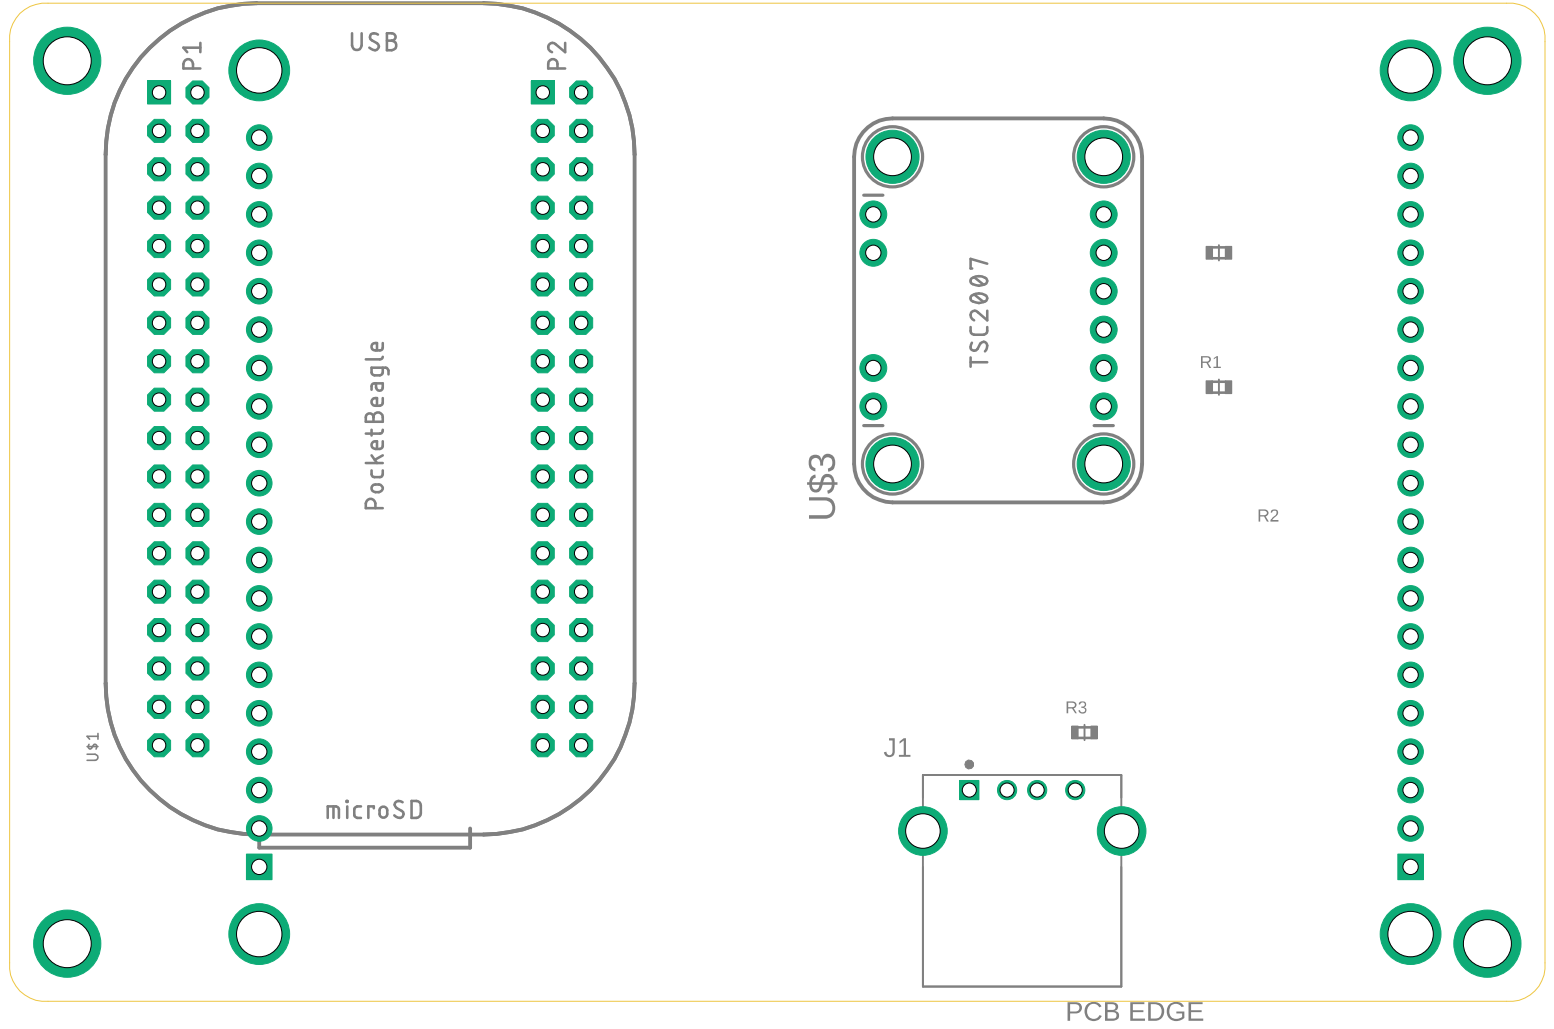 USB
P1
P2
PocketBeagle
TSC2007
R1
U$3
R2
R3
U$1
J1
microSD
PCB EDGE